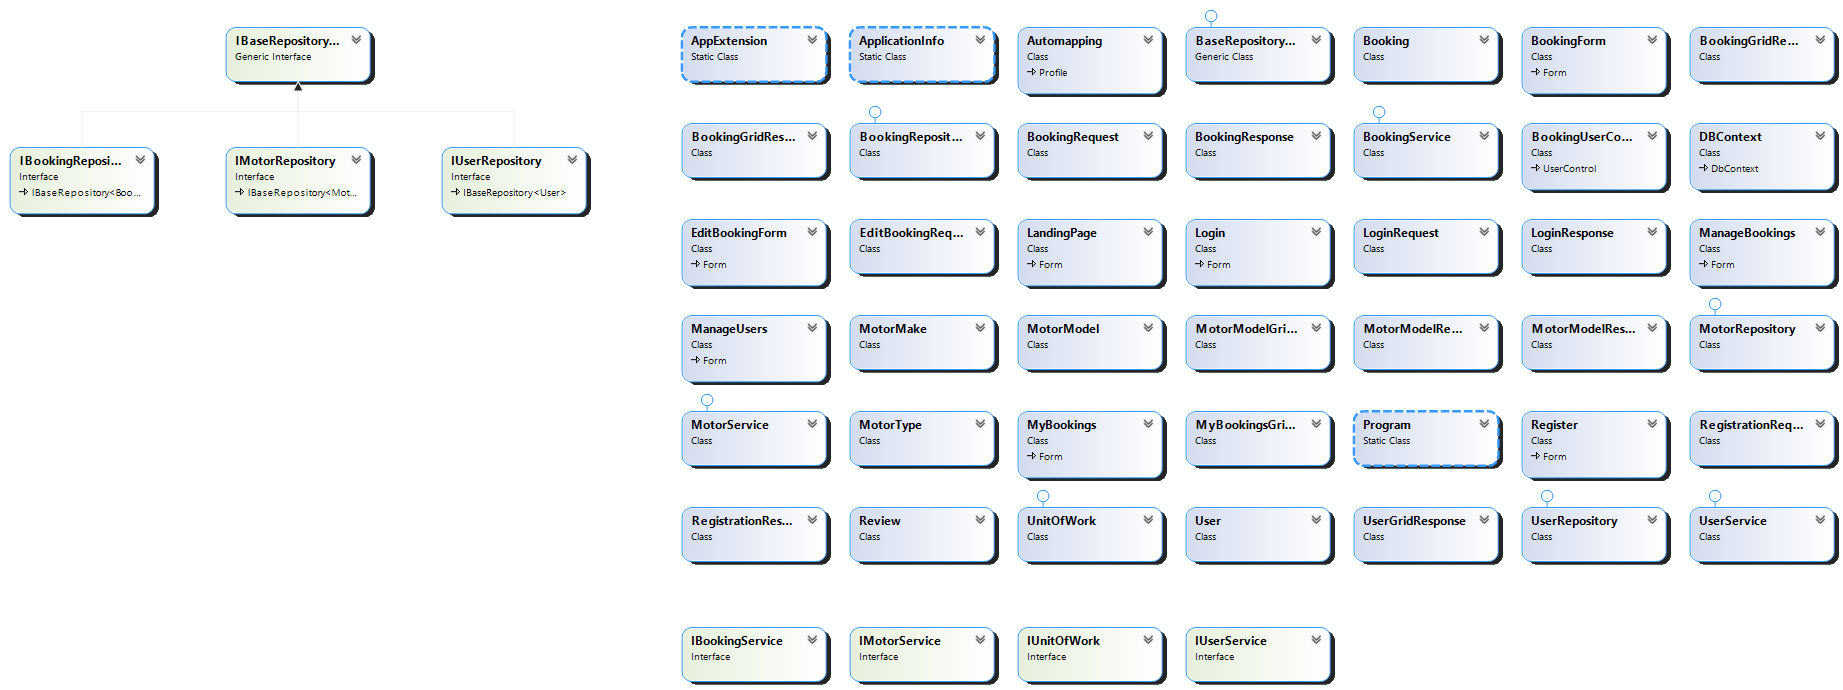 IBaseRepository...
Generic Interface
IBookingReposi...
Interface
IBaseRepository<Boo...
IMotorRepository
Interface
IBaseRepository<Mot...
IUserRepository
Interface
IBaseRepository<User>
AppExtension
Static Class
ApplicationInfo
Static Class
Automapping
Class
Profile
BaseRepository...
Generic Class
Booking
Class
BookingForm
Class
Form
BookingGridRe...
Class
BookingGridRes...
Class
BookingReposit...
Class
BookingRequest
Class
BookingResponse
Class
BookingService
Class
BookingUserCo...
Class
UserControl
DBContext
Class
DbContext
EditBookingForm
Class
Form
EditBookingReq...
Class
LandingPage
Class
Form
Login
Class
Form
LoginRequest
Class
LoginResponse
Class
ManageBookings
Class
Form
ManageUsers
Class
Form
MotorMake
Class
MotorModel
Class
MotorModelGri...
Class
MotorModelRe...
Class
MotorModelRes...
Class
MotorRepository
Class
MotorService
Class
MotorType
Class
MyBookings
Class
Form
MyBookingsGri...
Class
Program
Static Class
Register
Class
Form
RegistrationReq...
Class
RegistrationRes...
Class
Review
Class
UnitOfWork
Class
User
Class
UserGridResponse
Class
UserRepository
Class
UserService
Class
IBookingService
Interface
IMotorService
Interface
IUnitOfWork
Interface
IUserService
Interface